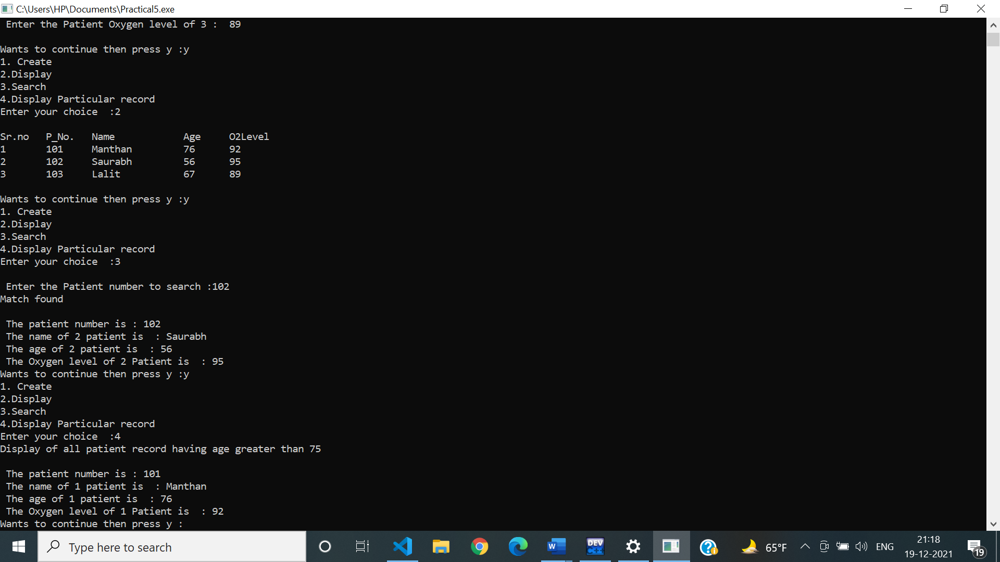 C:\Users\HP\Documents\Practical5.exe
Enter the Patient Oxygen level of 3 :  89
Wants to continue then press y :y
1. Create
2.Display
3.Search
4.Display Particular record
Enter your choice  :2
Sr.no   P_No.   Name            Age     O2Level
1       101     Manthan         76      92
2       102     Saurabh         56      95
3       103     Lalit           67      89
Wants to continue then press y :y
1. Create
2.Display
3.Search
4.Display Particular record
Enter your choice  :3
Enter the Patient number to search :102
Match found
The patient number is : 102
The name of 2 patient is  : Saurabh
The age of 2 patient is  : 56
The Oxygen level of 2 Patient is  : 95
Wants to continue then press y :y
1. Create
2.Display
3.Search
4.Display Particular record
Enter your choice  :4
Display of all patient record having age greater than 75
The patient number is : 101
The name of 1 patient is  : Manthan
The age of 1 patient is  : 76
The Oxygen level of 1 Patient is  : 92
Wants to continue then press y :
Type here to search
W
DEV C++
?
65°F
ENG
21:18
19-12-2021
19